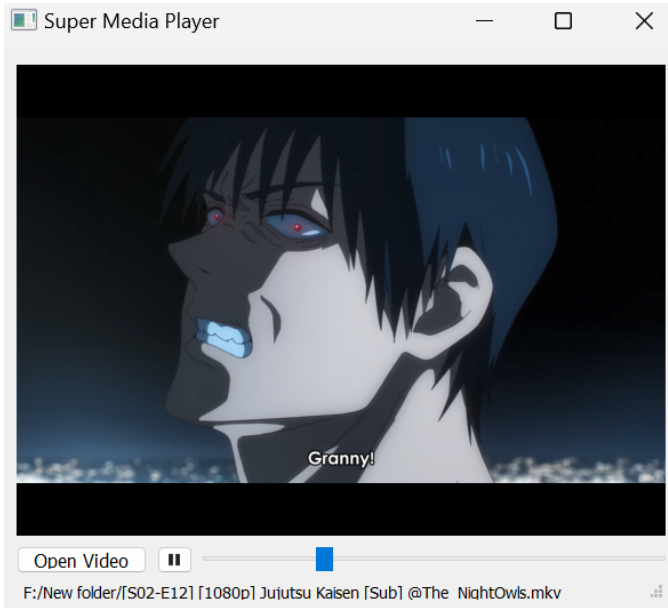 Super Media Player
Granny!
Open Video
F:/New folder/[S02-E12] [1080p] Jujutsu Kaisen [Sub] @The_NightOwls.mkv